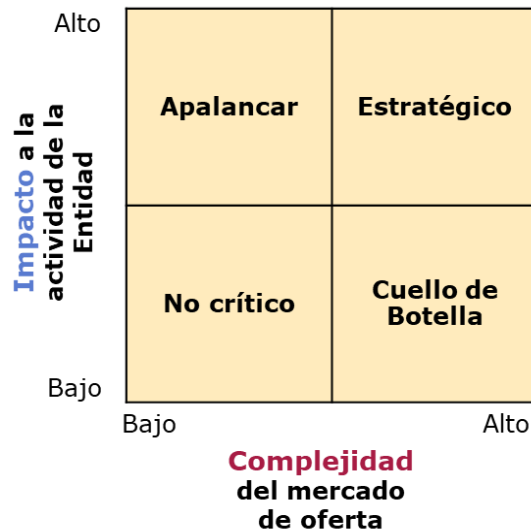 Alto
Impacto a la
actividad de la
Entidad
Apalancar
Estratégico
No crítico
Cuello de
Botella
Bajo
Bajo
Alto
Complejidad
del mercado
de oferta